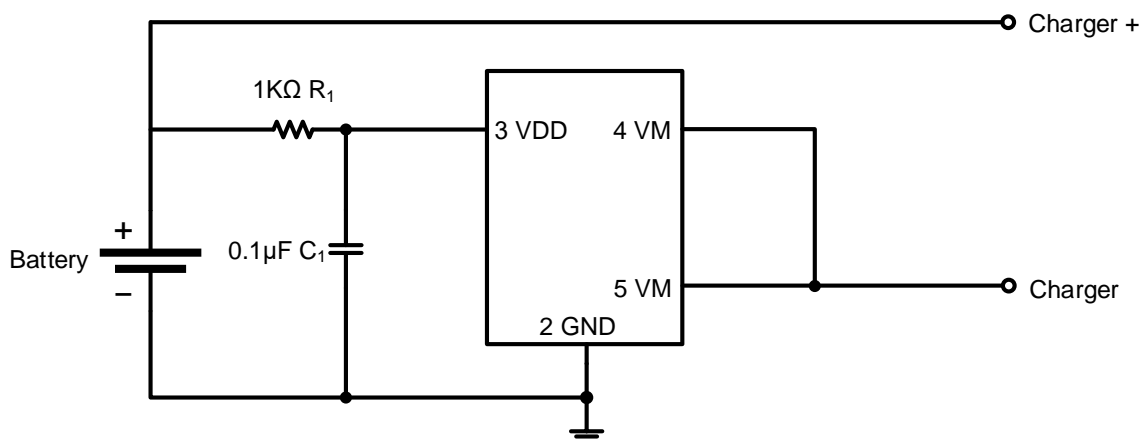 Charger +
1KΩ R₁
3 VDD
4 VM
+
Battery
0.1µF C₁
−
5 VM
Charger
2 GND